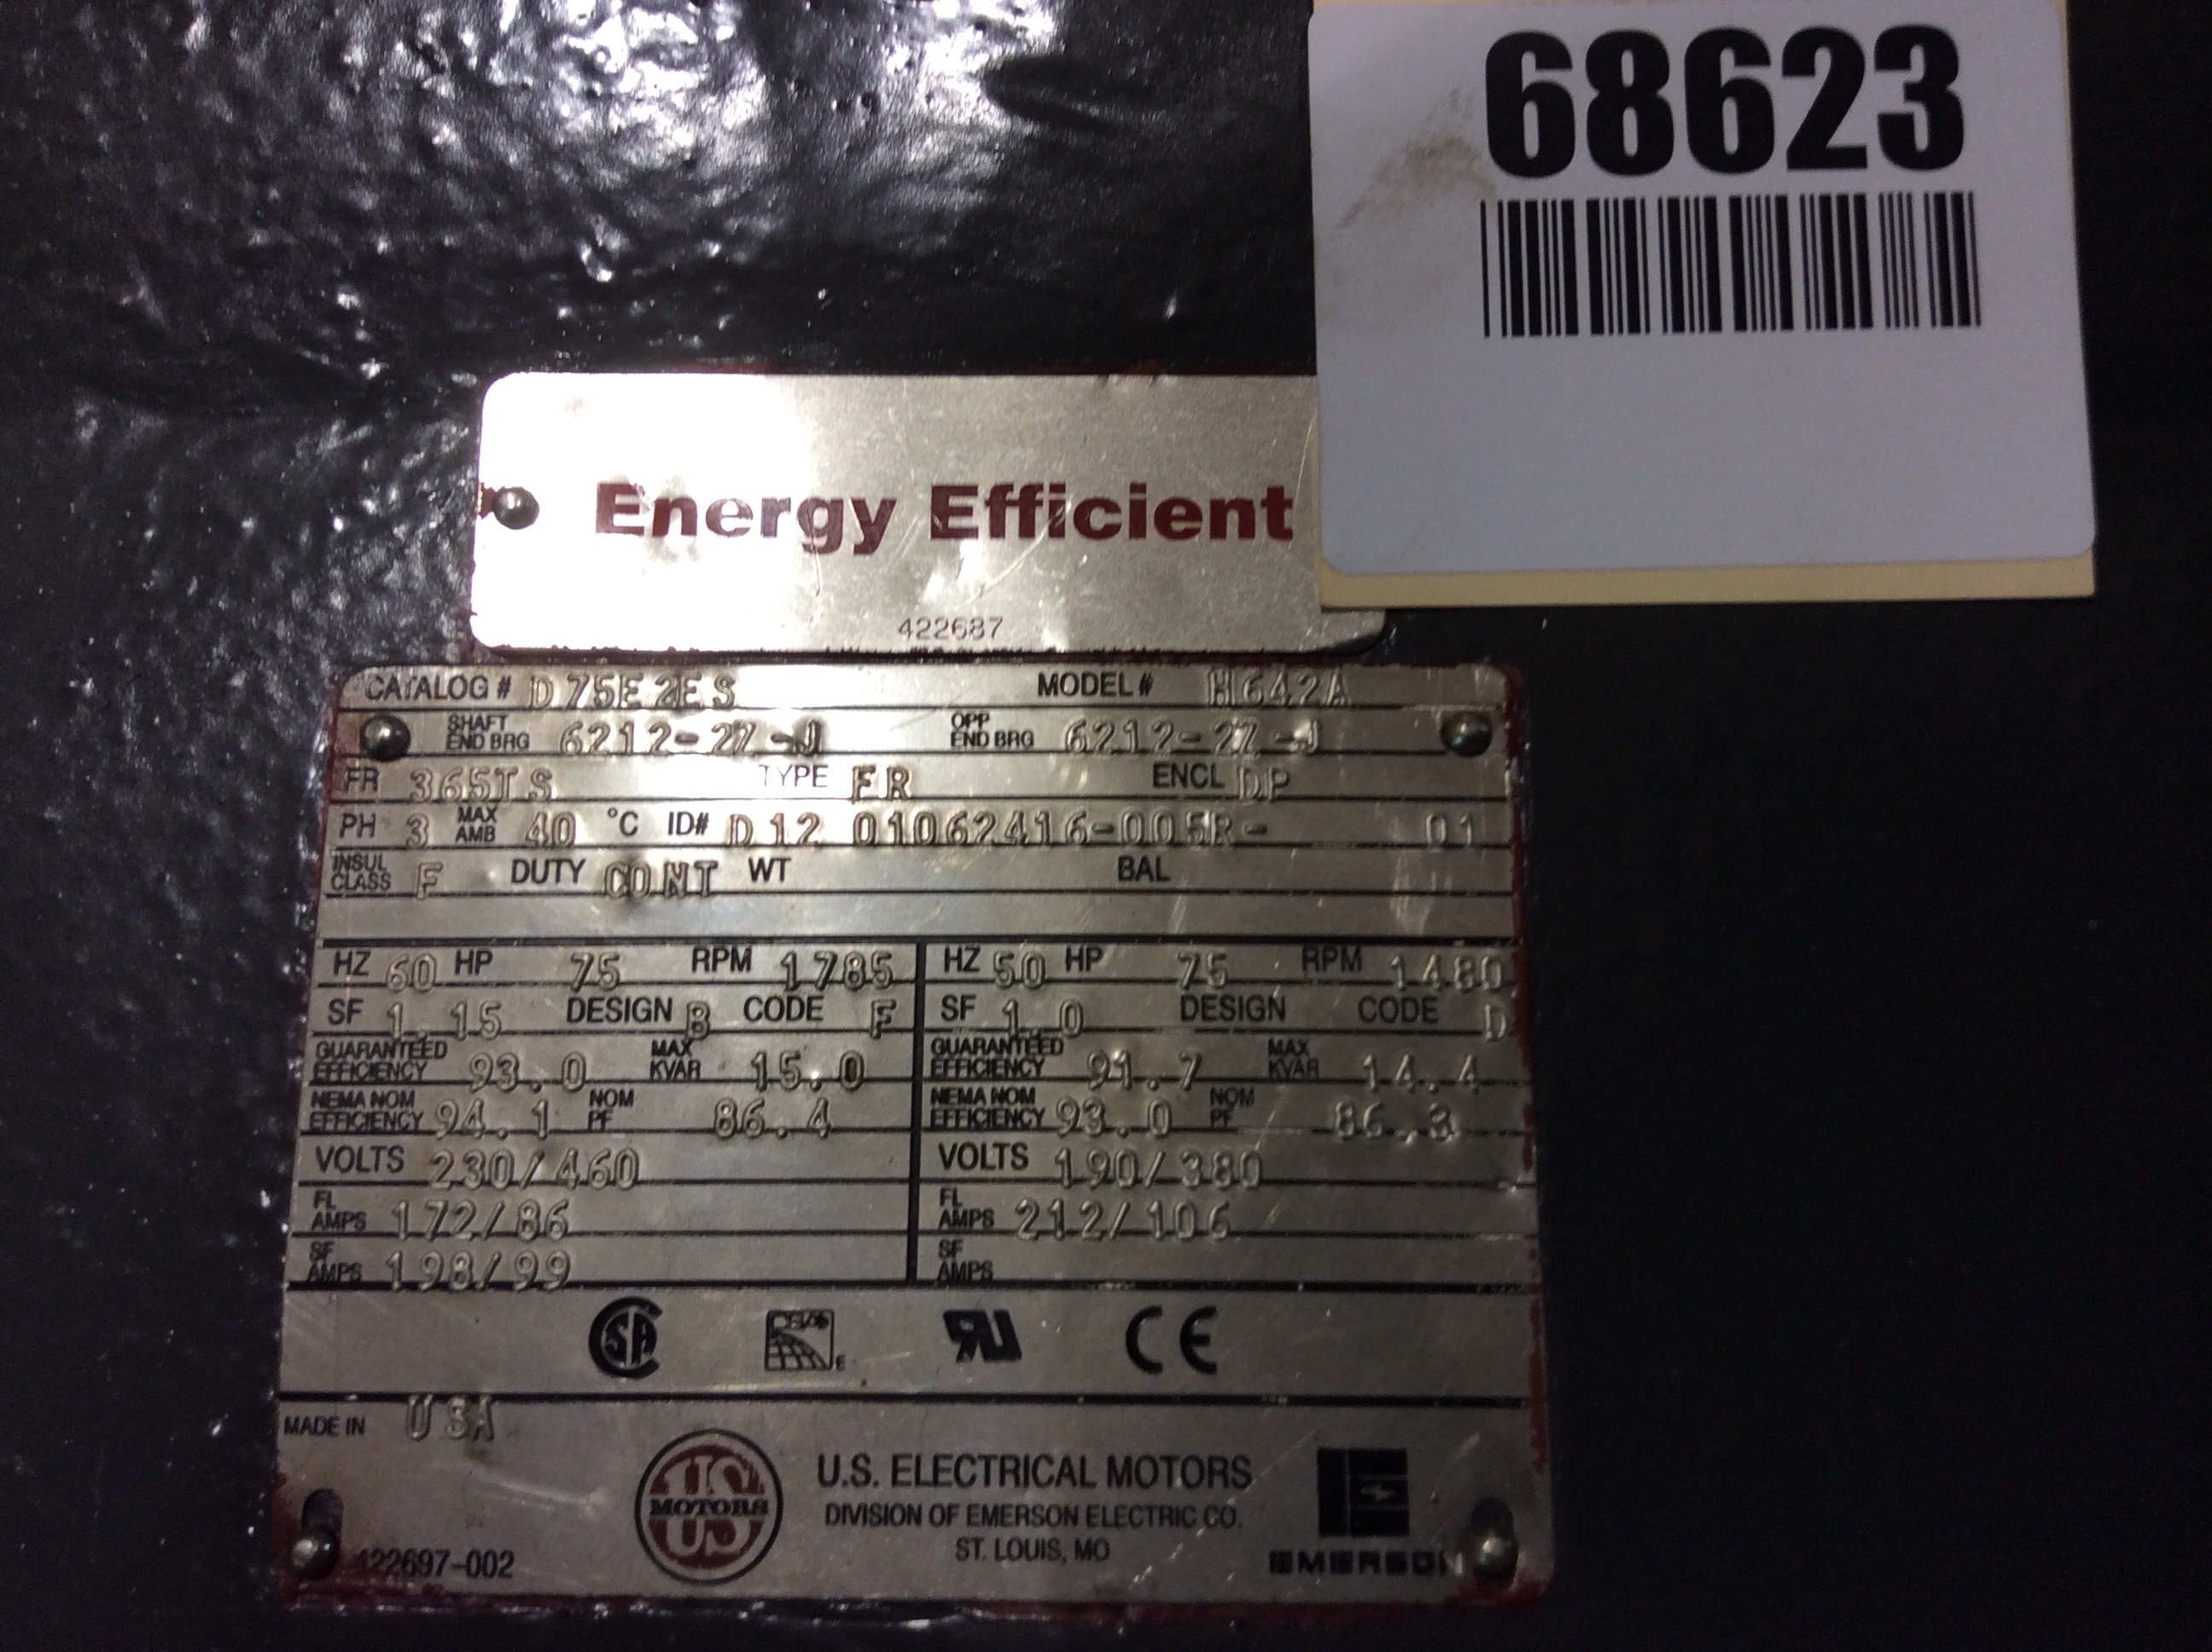 68623
Energy Efficient
422687
CATALOG # D75E2ES MODEL # H642A
SHAFT END BRG 6212-27-J OPP END BRG 6212-27-J
FR 365TS TYPE FR ENCL DP
PH 3 MAX AMB 40 °C ID# D12 01062416-005R- 01
INSUL CLASS F DUTY CONT WT BAL
HZ 60 HP 75 RPM 1785
SF 1.15 DESIGN B CODE F
GUARANTEED EFFICIENCY 93.0 MAX KVAR 15.0
NEMA NOM EFFICIENCY 94.1 NOM PF 86.4
VOLTS 230/460
FL AMPS 172/86
SF AMPS 198/99
HZ 50 HP 75 RPM 1480
SF 1.0 DESIGN CODE D
GUARANTEED EFFICIENCY 91.7 MAX KVAR 14.4
NEMA NOM EFFICIENCY 93.0 NOM PF 86.3
VOLTS 190/380
FL AMPS 212/106
SF AMPS
MADE IN USA
US MOTORS
U.S. ELECTRICAL MOTORS
DIVISION OF EMERSON ELECTRIC CO.
ST. LOUIS, MO
EMERSON
422697-002